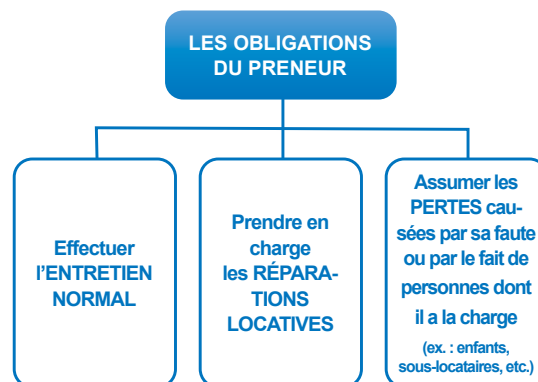 LES OBLIGATIONS
DU PRENEUR
Effectuer
l'ENTRETIEN
NORMAL
Prendre en
charge
les RÉPARA-
TIONS
LOCATIVES
Assumer les
PERTES cau-
sées par sa faute
ou par le fait de
personnes dont
il a la charge
(ex. : enfants,
sous-locataires, etc.)